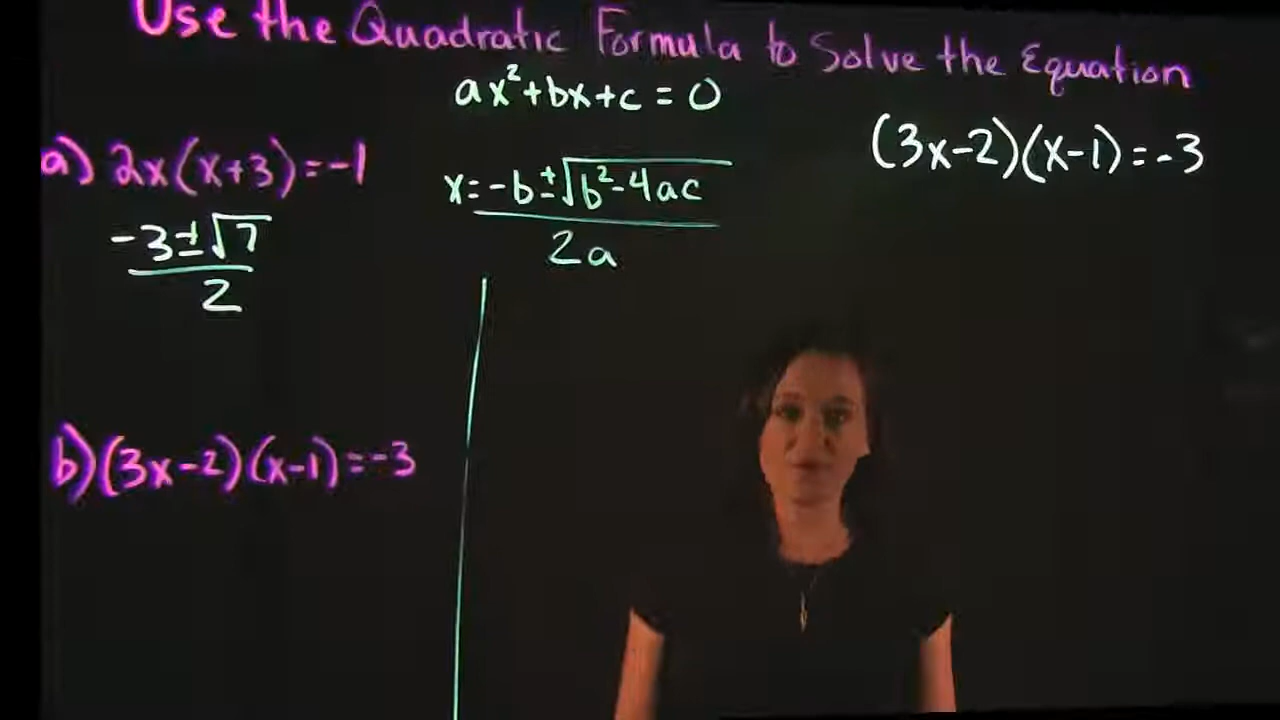 Use the Quadratic Formula to Solve the Equation
ax²+bx+c=0
a) 2x(x+3)=-1
-3±√7
2
x=-b±√b²-4ac
2a
(3x-2)(x-1)=-3
b) (3x-2)(x-1)=-3